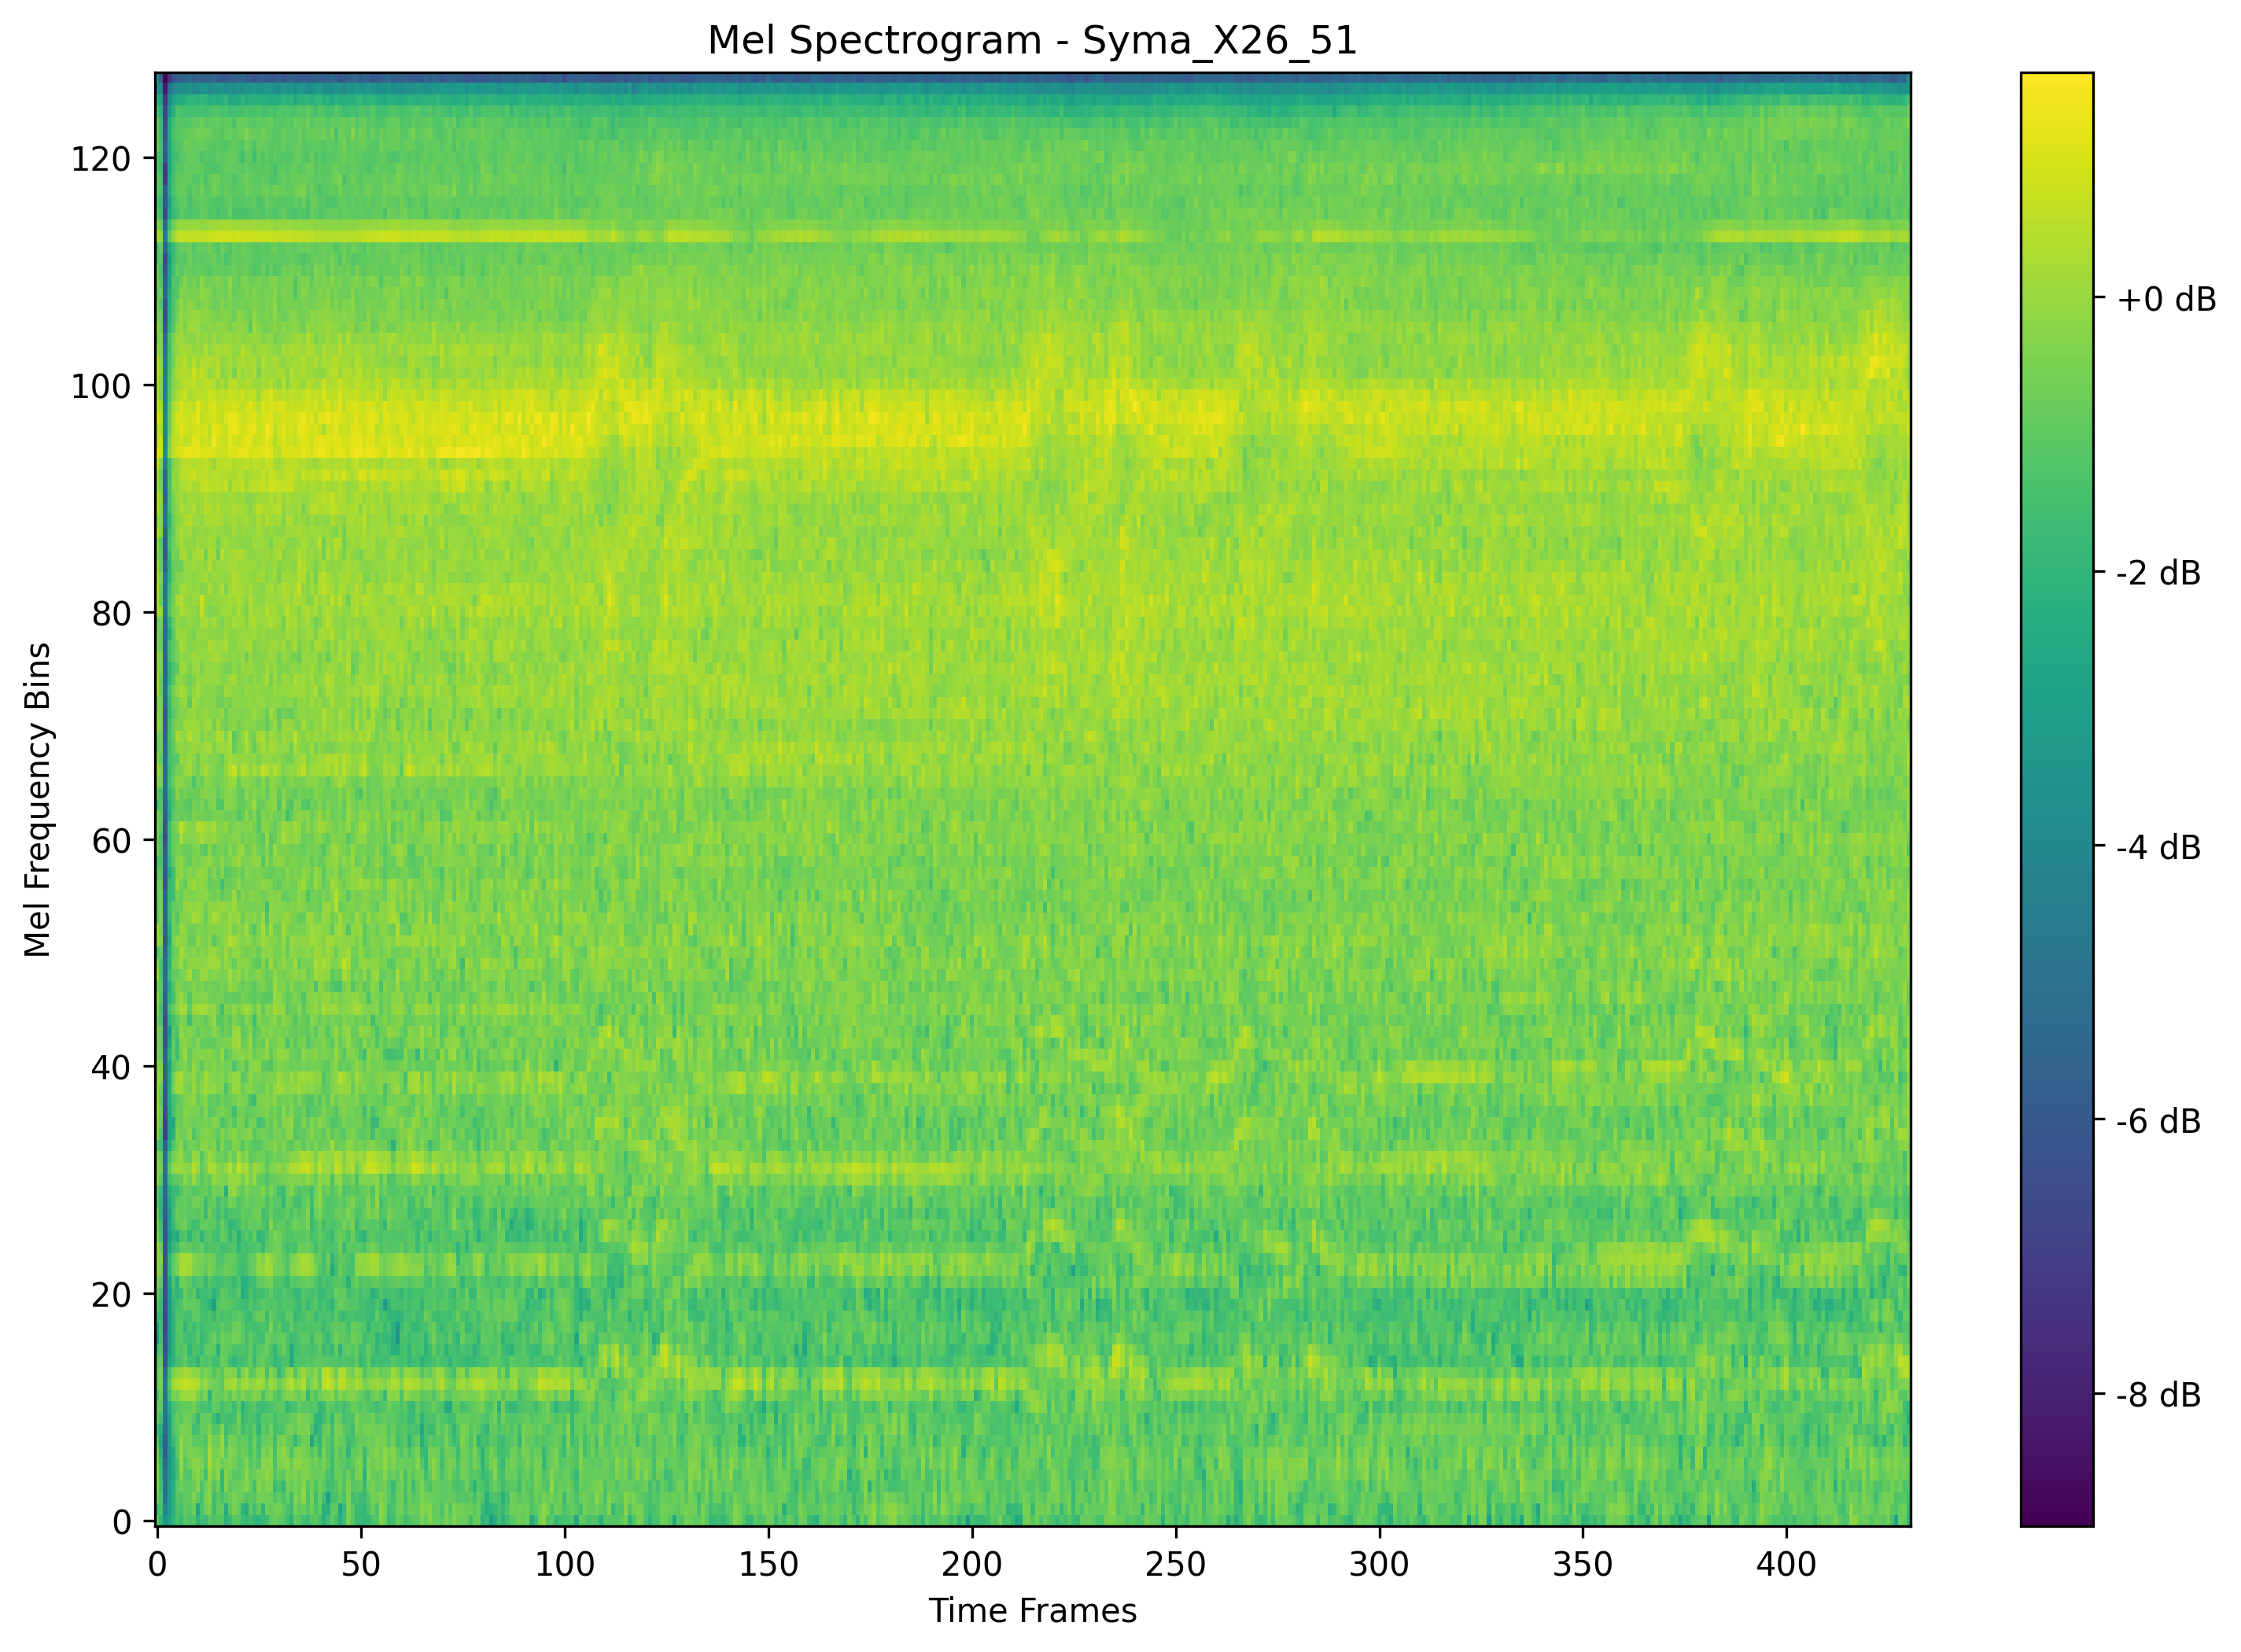 Mel Spectrogram - Syma_X26_51
Mel Frequency Bins
120
100
80
60
40
20
0
0 50 100 150 200 250 300 350 400
Time Frames
+0 dB
-2 dB
-4 dB
-6 dB
-8 dB